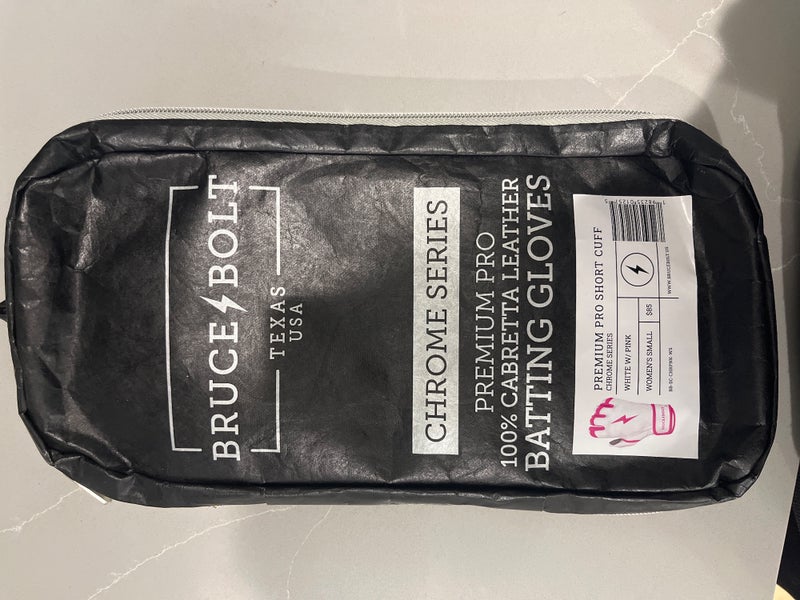 BRUCE BOLT
TEXAS
USA
CHROME SERIES
PREMIUM PRO
100% CABRETTA LEATHER
BATTING GLOVES
PREMIUM PRO SHORT CUFF
CHROME SERIES
WHITE W/ PINK
WOMEN'S SMALL
$85
WWW.BRUCEBOLT.US